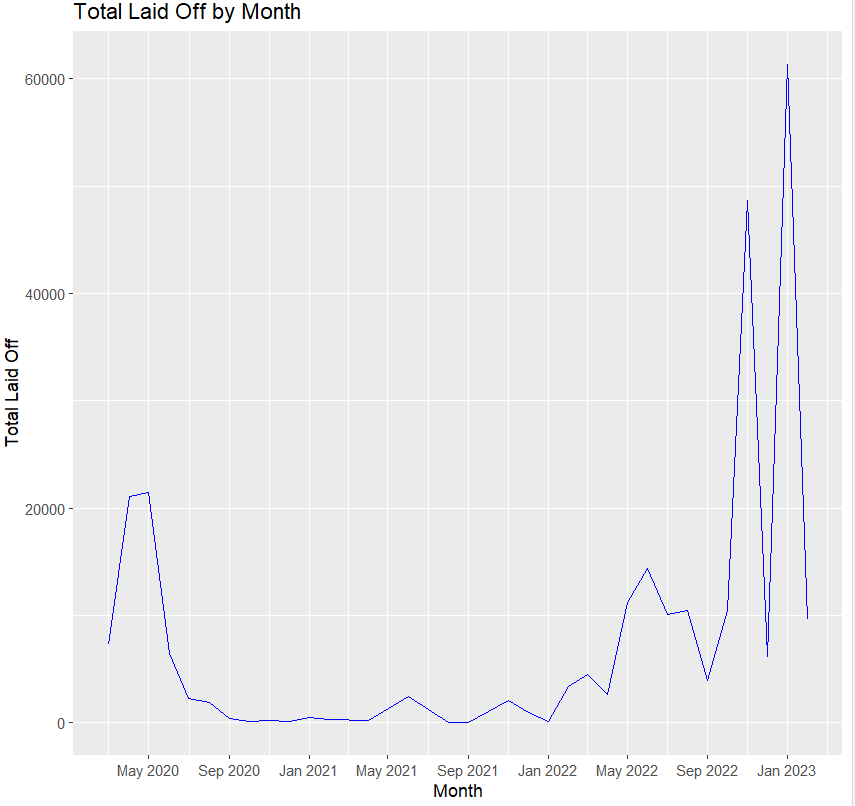 Total Laid Off by Month
Total Laid Off
60000
40000
20000
0
May 2020 Sep 2020 Jan 2021 May 2021 Sep 2021 Jan 2022 May 2022 Sep 2022 Jan 2023
Month